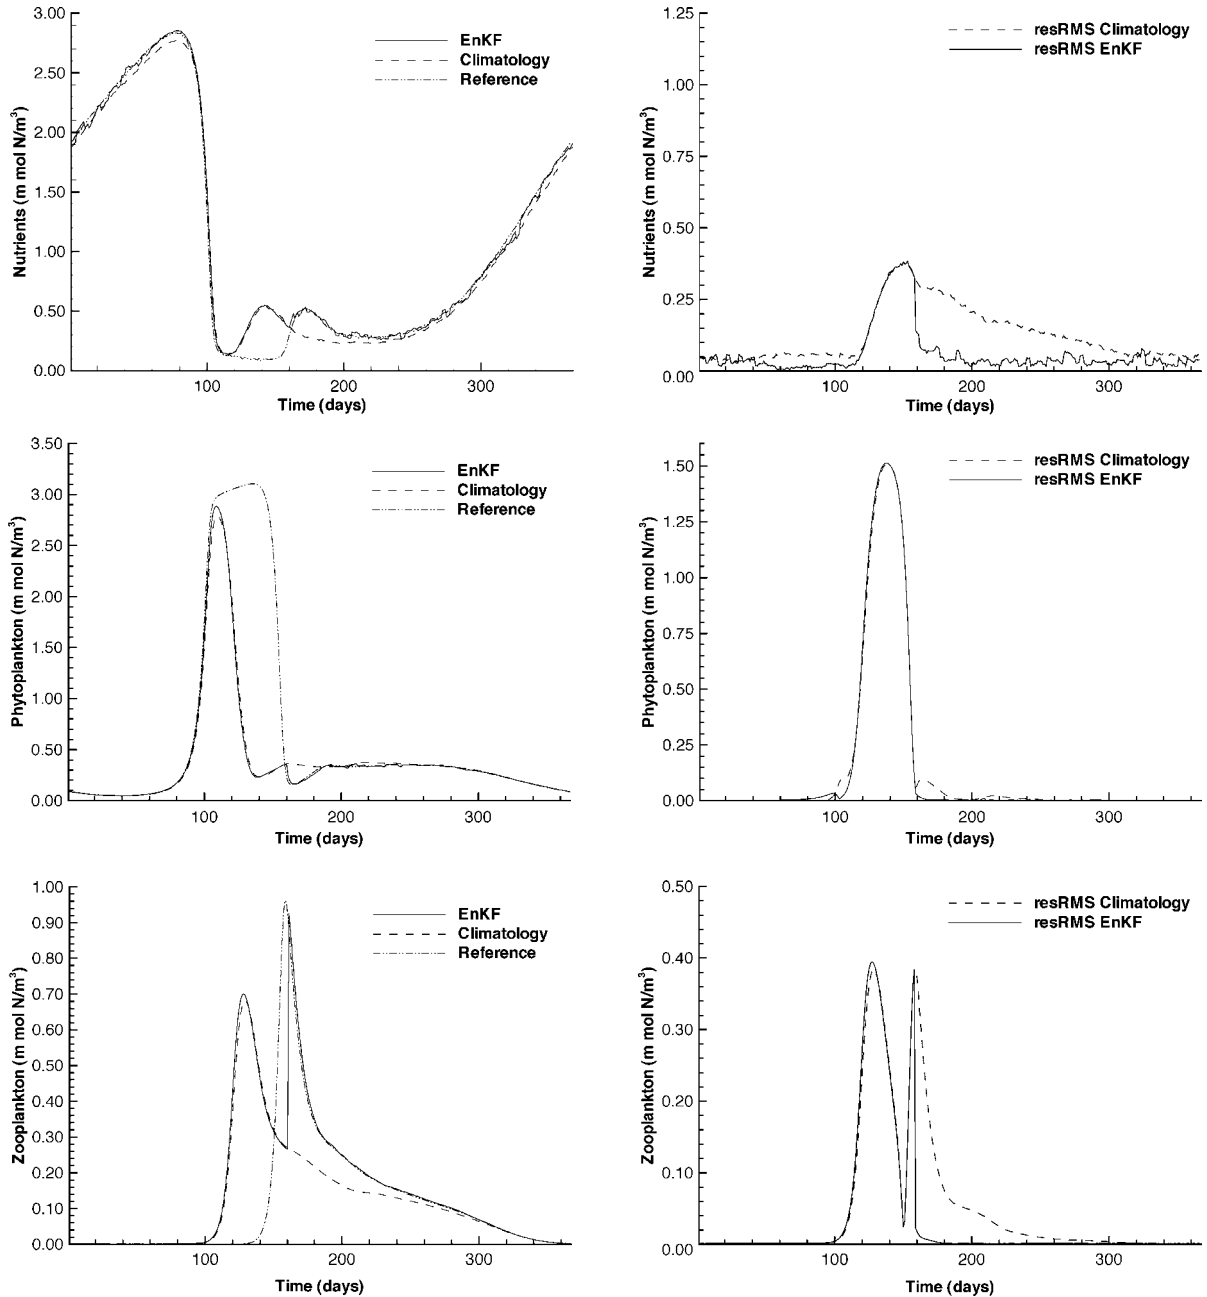 3.00
2.50
2.00
1.50
1.00
0.50
0.00
Nutrients (m mol N/m³)
EnKF
Climatology
Reference
100
200
300
Time (days)
1.25
1.00
0.75
0.50
0.25
0.00
Nutrients (m mol N/m³)
resRMS Climatology
resRMS EnKF
100
200
300
Time (days)
3.50
3.00
2.50
2.00
1.50
1.00
0.50
0.00
Phytoplankton (m mol N/m³)
EnKF
Climatology
Reference
100
200
300
Time (days)
1.50
1.25
1.00
0.75
0.50
0.25
0.00
Phytoplankton (m mol N/m³)
resRMS Climatology
resRMS EnKF
100
200
300
Time (days)
1.00
0.90
0.80
0.70
0.60
0.50
0.40
0.30
0.20
0.10
0.00
Zooplankton (m mol N/m³)
EnKF
Climatology
Reference
100
200
300
Time (days)
0.50
0.40
0.30
0.20
0.10
0.00
Zooplankton (m mol N/m³)
resRMS Climatology
resRMS EnKF
100
200
300
Time (days)